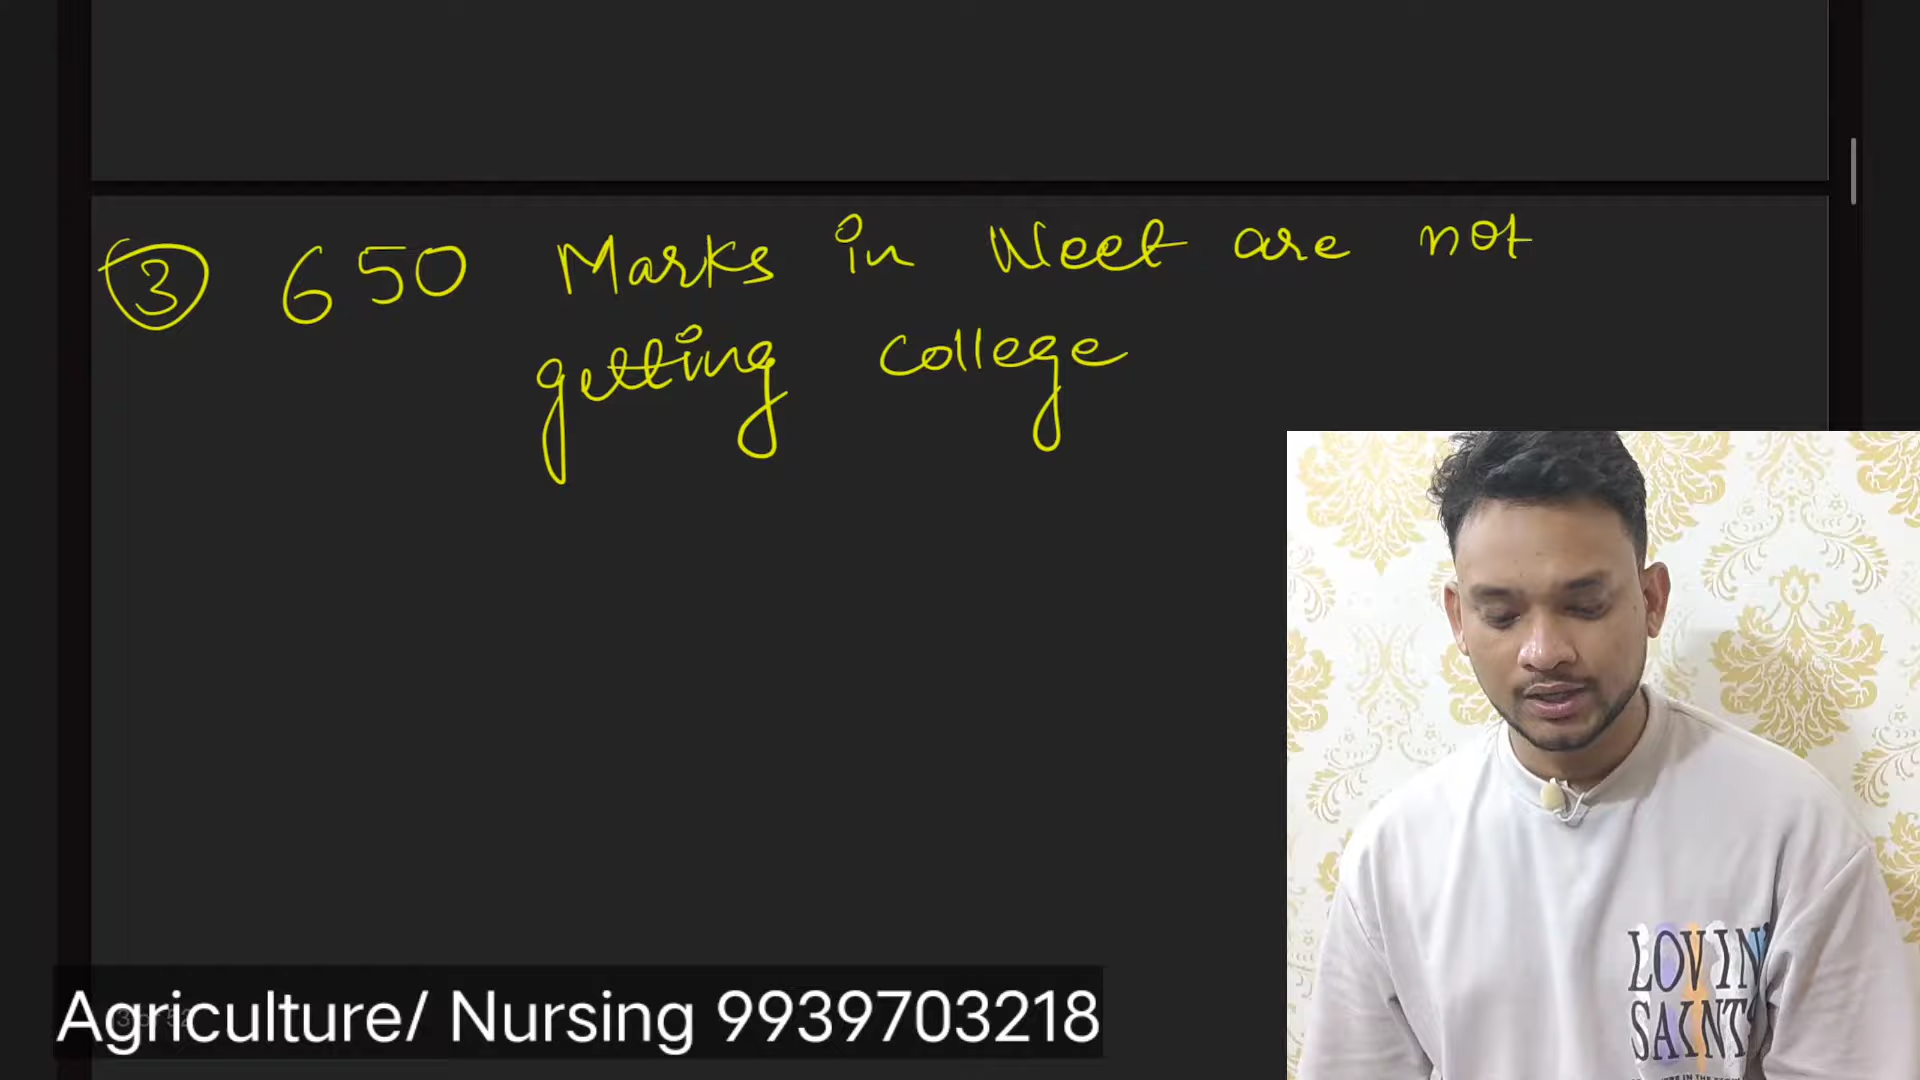 3 650 Marks in Neet are not
getting college
LOVIN
SAINT
Agriculture/ Nursing 9939703218